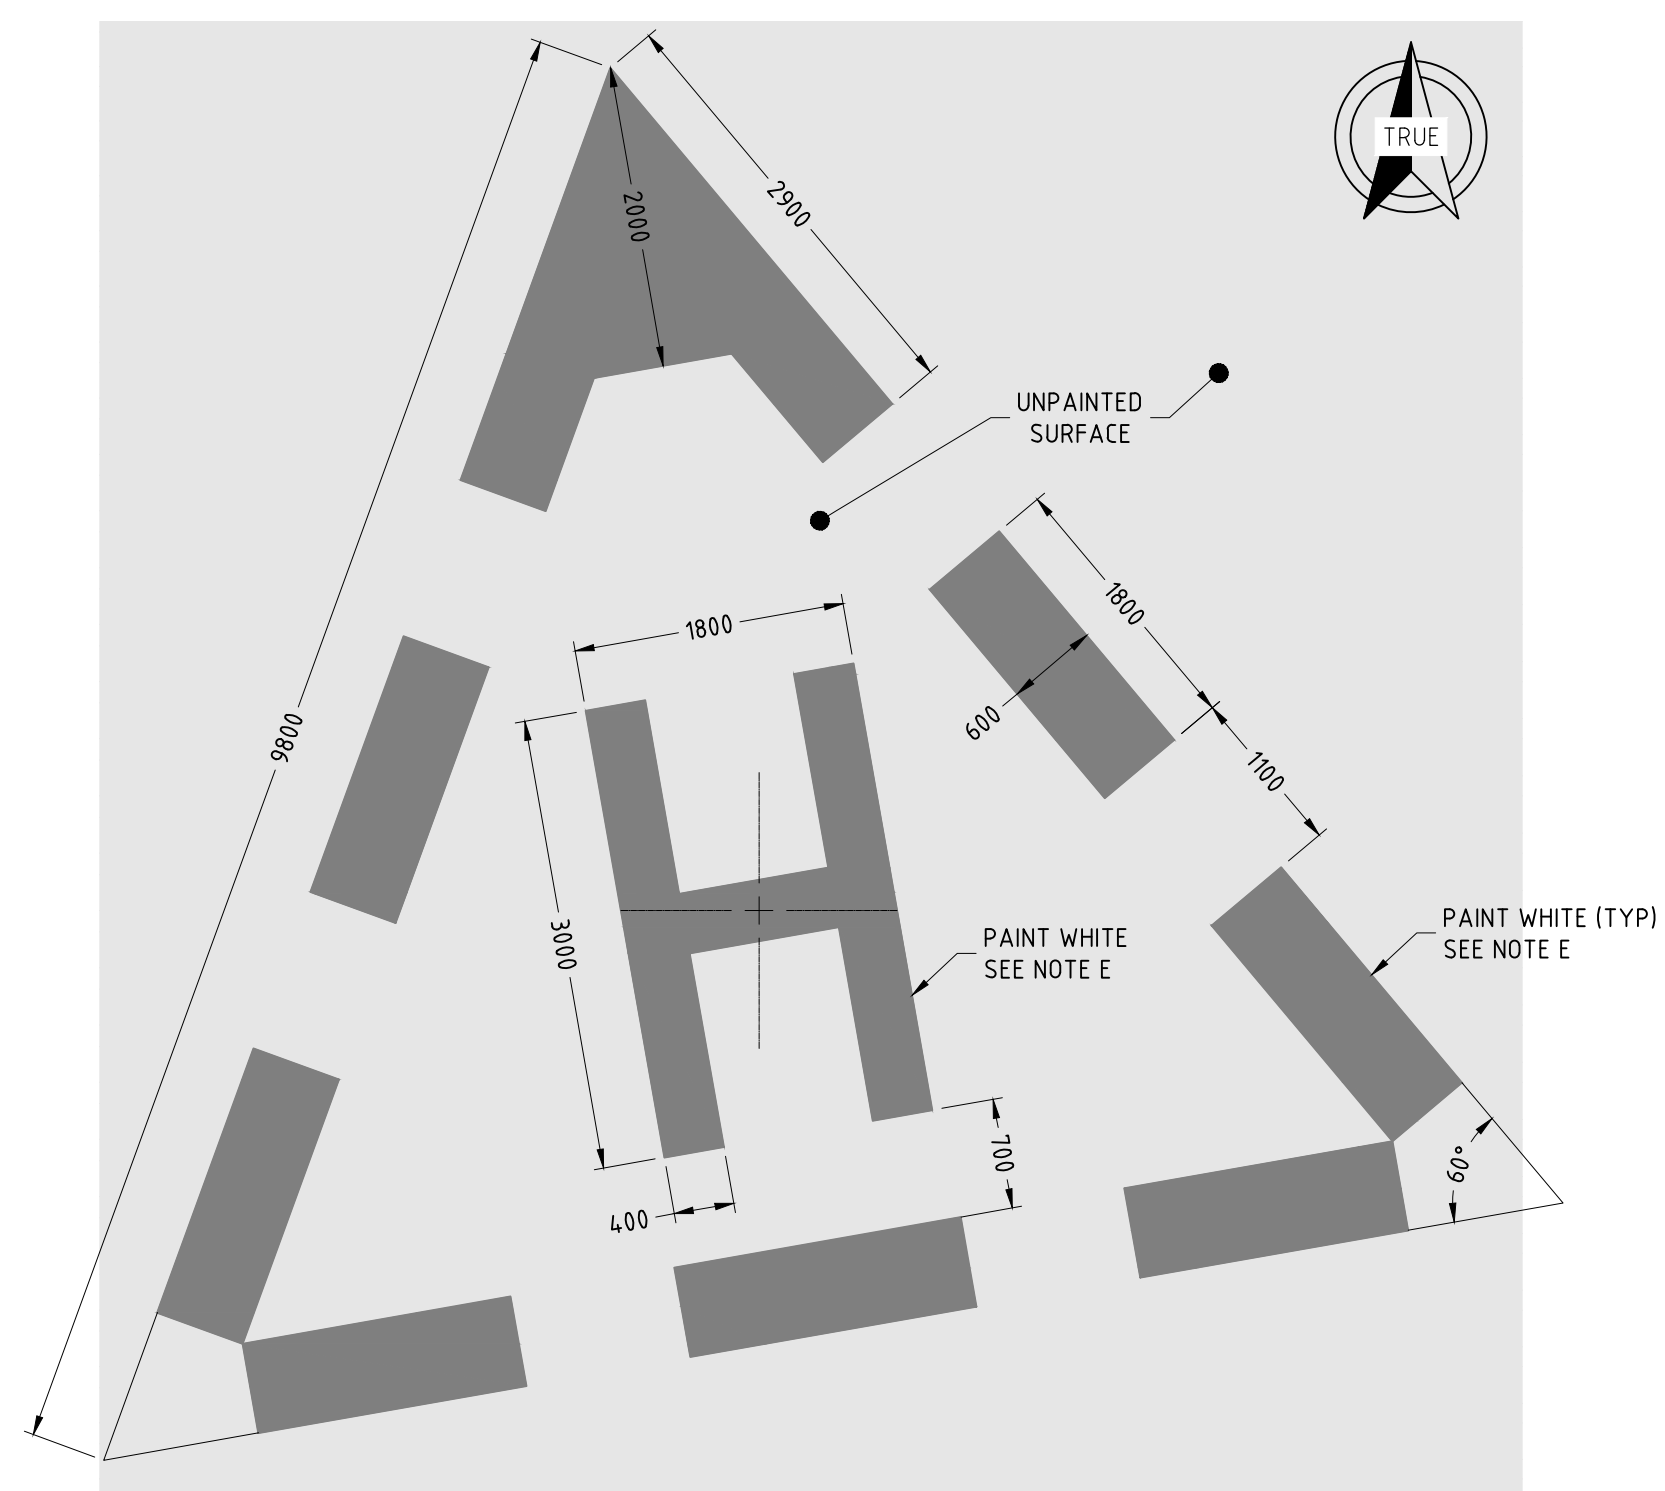 2900
TRUE
2000
UNPAINTED
SURFACE
1800
1800
600
9800
1100
3000
PAINT WHITE
SEE NOTE E
PAINT WHITE (TYP)
SEE NOTE E
700
60°
400
H